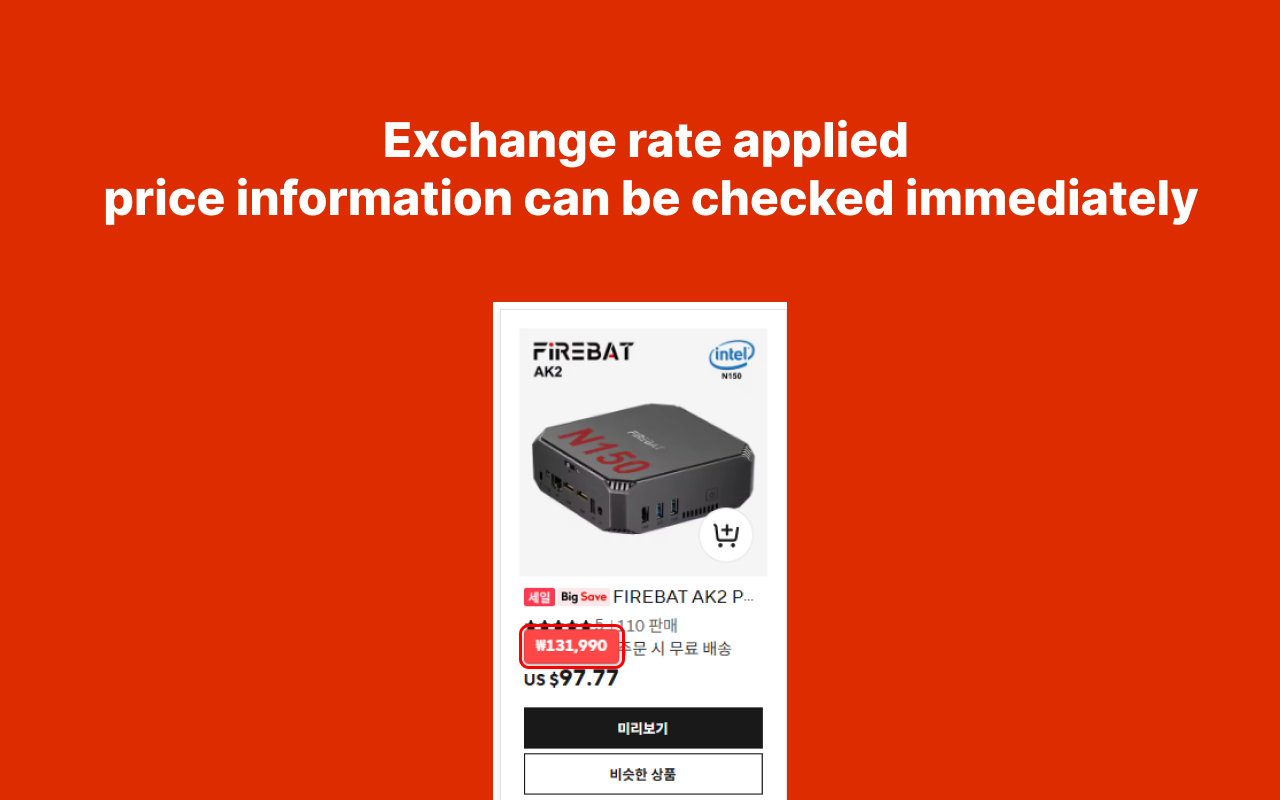 Exchange rate applied
price information can be checked immediately
FIREBAT
AK2
intel
N150
FIREBAT
N150
세일 Big Save FIREBAT AK2 P...
5 | 110 판매
₩131,990
주문 시 무료 배송
US $97.77
미리보기
비슷한 상품